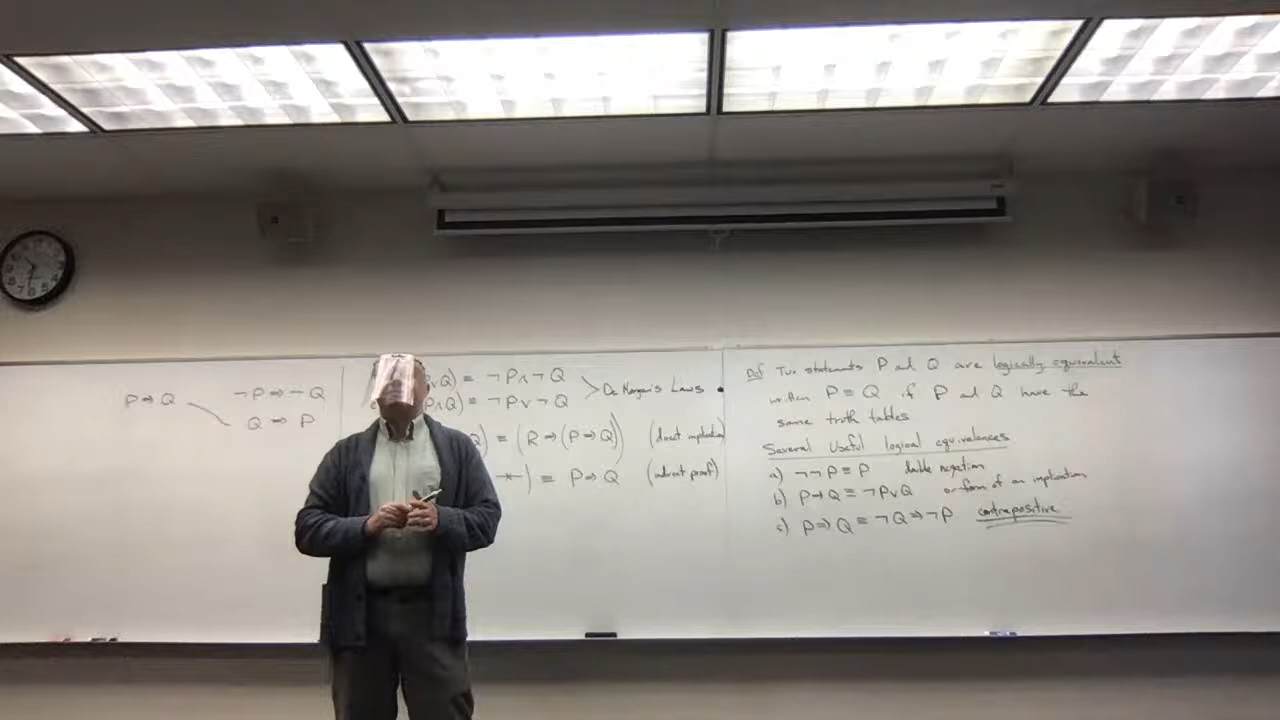 P ⇒ Q
¬P ⇒ ¬Q
Q ⇒ P
Q) ≡ ¬P∧¬Q
P∧Q) ≡ ¬P∨¬Q
De Morgan's Laws
Q) ≡ (R ⇒ (P ⇒ Q)) (direct implication)
) ≡ P ⇒ Q (indirect proof)
Def Two statements P and Q are logically equivalent
written P ≡ Q if P and Q have the
same truth tables
Several Useful logical equivalences
a) ¬¬P ≡ P double negation
b) P ⇒ Q ≡ ¬P∨Q or form of an implication
c) P ⇒ Q ≡ ¬Q ⇒ ¬P contrapositive